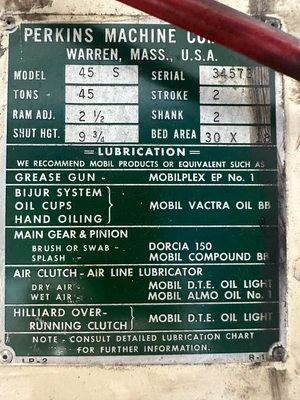 PERKINS MACHINE
WARREN, MASS., U.S.A.
MODEL 45 S SERIAL 3457
TONS 45 STROKE 2
RAM ADJ. 2 1/2 SHANK 2
SHUT HGT. 9 3/4 BED AREA 30 X
LUBRICATION
WE RECOMMEND MOBIL PRODUCTS OR EQUIVALENT SUCH AS
GREASE GUN - MOBILPLEX EP No. 1
BIJUR SYSTEM
OIL CUPS MOBIL VACTRA OIL BB
HAND OILING
MAIN GEAR & PINION
BRUSH OR SWAB - DORCIA 150
SPLASH - MOBIL COMPOUND BB
AIR CLUTCH - AIR LINE LUBRICATOR
DRY AIR - MOBIL D.T.E. OIL LIGHT
WET AIR - MOBIL ALMO OIL No. 1
HILLIARD OVER-
RUNNING CLUTCH MOBIL D.T.E. OIL LIGHT
NOTE - CONSULT DETAILED LUBRICATION CHART
FOR FURTHER INFORMATION.
LP-2